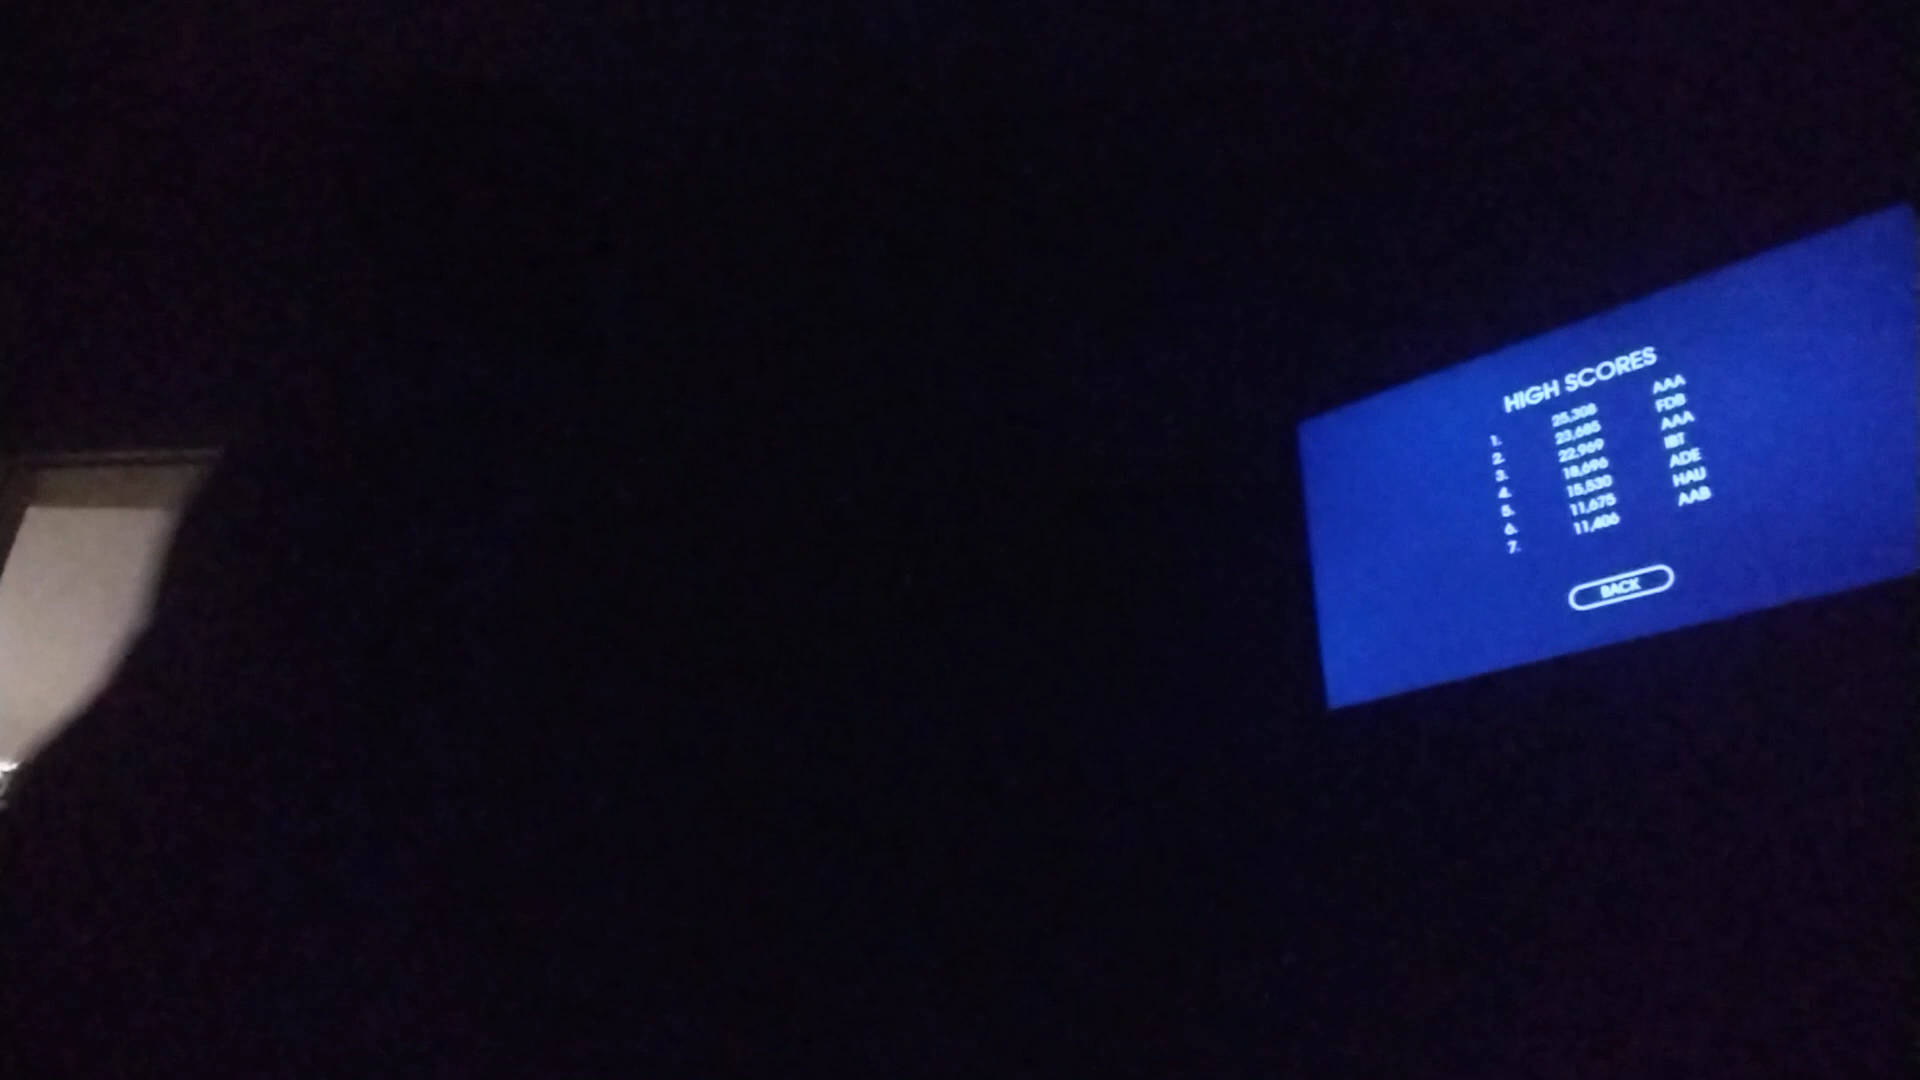 HIGH SCORES
1. 25,308 AAA
2. 23,685 FDB
3. 22,969 AAA
4. 18,696 IBT
5. 15,530 ADE
6. 11,675 HAU
7. 11,406 AAB
BACK